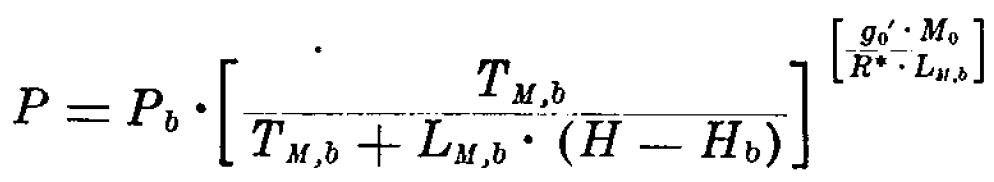 P = P_b · [ T_{M,b} / (T_{M,b} + L_{M,b} · (H − H_b)) ]^{[ g_0′ · M_0 / (R* · L_{M,b}) ]}